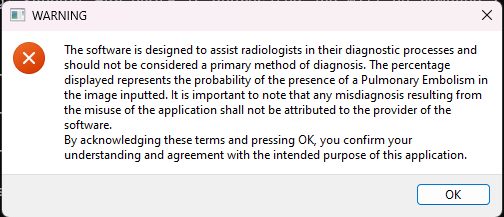 WARNING
The software is designed to assist radiologists in their diagnostic processes and
should not be considered a primary method of diagnosis. The percentage
displayed represents the probability of the presence of a Pulmonary Embolism in
the image inputted. It is important to note that any misdiagnosis resulting from
the misuse of the application shall not be attributed to the provider of the
software.
By acknowledging these terms and pressing OK, you confirm your
understanding and agreement with the intended purpose of this application.
OK